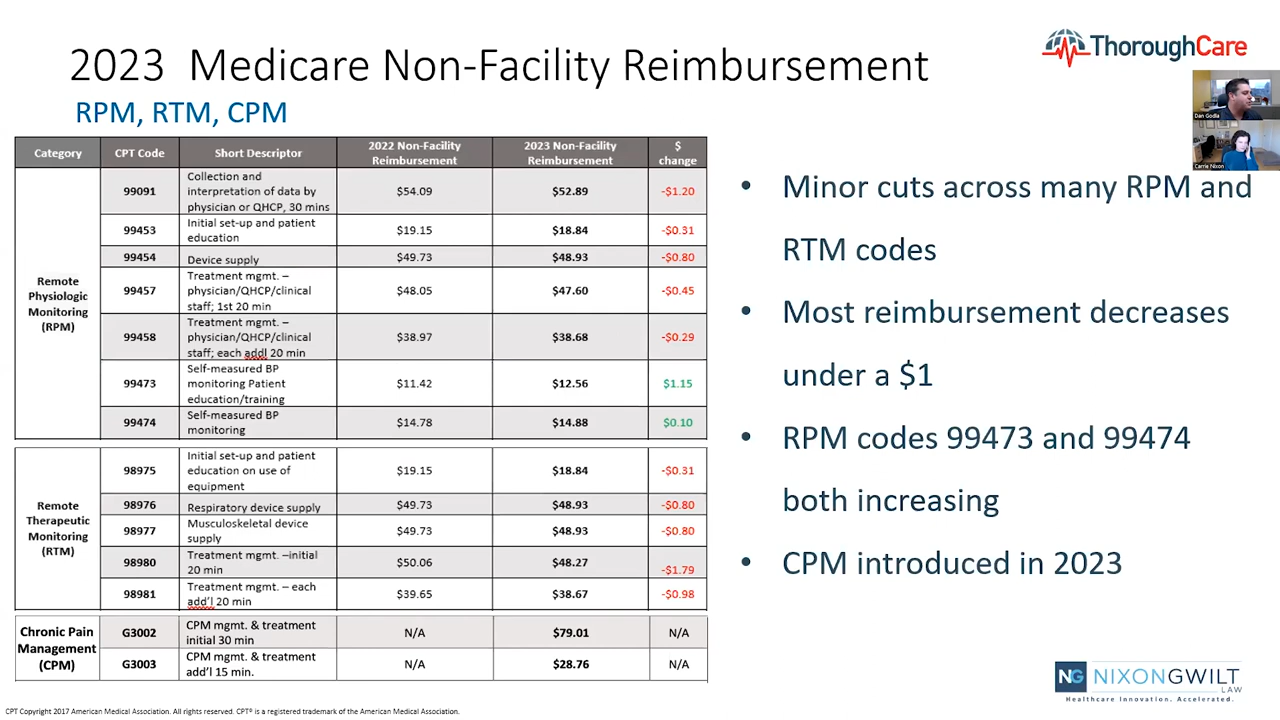 2023 Medicare Non-Facility Reimbursement
ThoroughCare
RPM, RTM, CPM
Dan Godla
Carrie Nixon
Category CPT Code Short Descriptor 2022 Non-Facility Reimbursement 2023 Non-Facility Reimbursement $ change
Remote Physiologic Monitoring (RPM)
99091 Collection and interpretation of data by physician or QHCP, 30 mins $54.09 $52.89 -$1.20
99453 Initial set-up and patient education $19.15 $18.84 -$0.31
99454 Device supply $49.73 $48.93 -$0.80
99457 Treatment mgmt. – physician/QHCP/clinical staff; 1st 20 min $48.05 $47.60 -$0.45
99458 Treatment mgmt. – physician/QHCP/clinical staff; each addl 20 min $38.97 $38.68 -$0.29
99473 Self-measured BP monitoring Patient education/training $11.42 $12.56 $1.15
99474 Self-measured BP monitoring $14.78 $14.88 $0.10
Remote Therapeutic Monitoring (RTM)
98975 Initial set-up and patient education on use of equipment $19.15 $18.84 -$0.31
98976 Respiratory device supply $49.73 $48.93 -$0.80
98977 Musculoskeletal device supply $49.73 $48.93 -$0.80
98980 Treatment mgmt. –initial 20 min $50.06 $48.27 -$1.79
98981 Treatment mgmt. – each add'l 20 min $39.65 $38.67 -$0.98
Chronic Pain Management (CPM)
G3002 CPM mgmt. & treatment initial 30 min N/A $79.01 N/A
G3003 CPM mgmt. & treatment add'l 15 min. N/A $28.76 N/A
• Minor cuts across many RPM and
RTM codes
• Most reimbursement decreases
under a $1
• RPM codes 99473 and 99474
both increasing
• CPM introduced in 2023
NG NIXON GWILT
LAW
Healthcare Innovation. Accelerated.
CPT Copyright 2017 American Medical Association. All rights reserved. CPT® is a registered trademark of the American Medical Association.